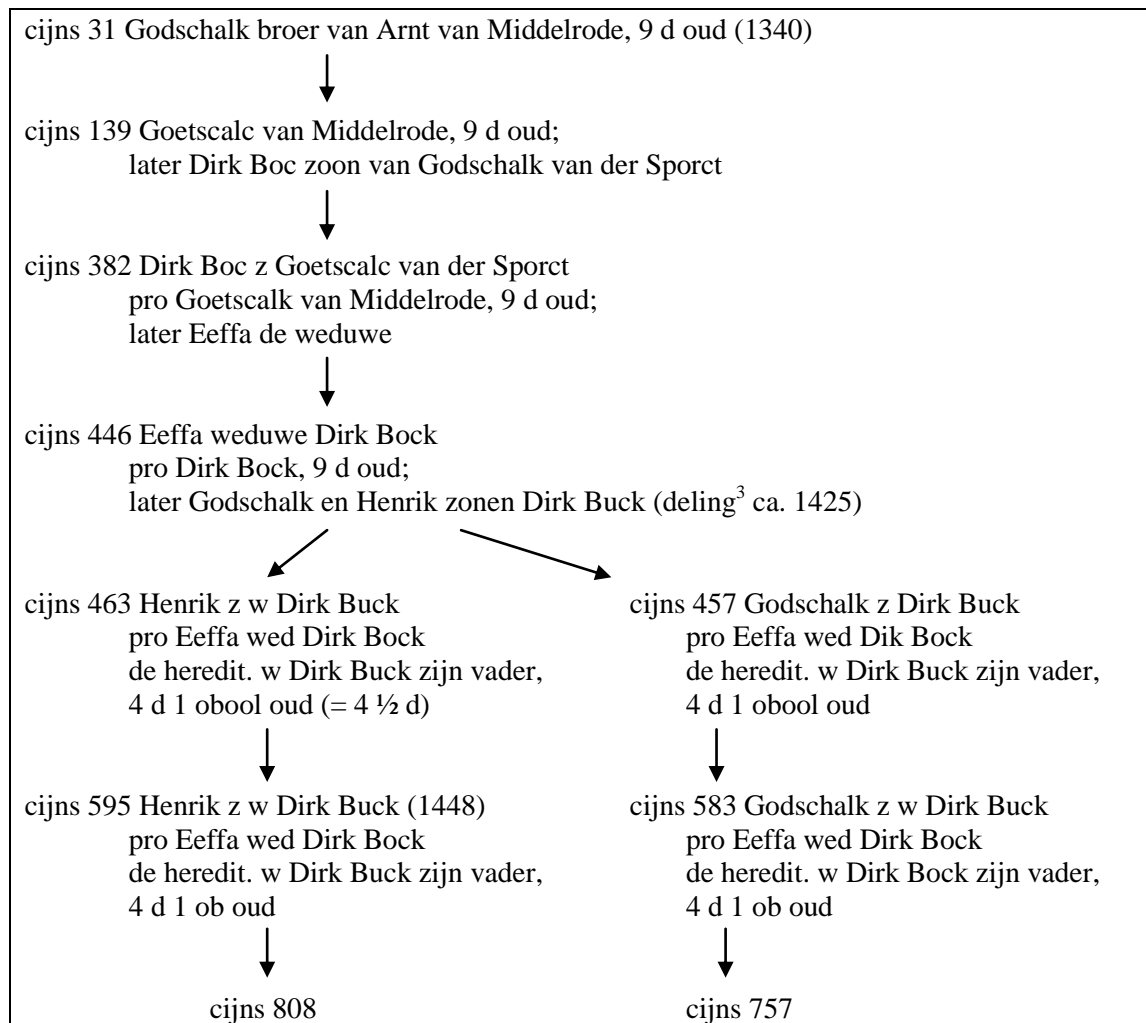 cijns 31 Godschalk broer van Arnt van Middelrode, 9 d oud (1340)
cijns 139 Goetscalc van Middelrode, 9 d oud;
later Dirk Boc zoon van Godschalk van der Sporct
cijns 382 Dirk Boc z Goetscalc van der Sporct
pro Goetscalk van Middelrode, 9 d oud;
later Eeffa de weduwe
cijns 446 Eeffa weduwe Dirk Bock
pro Dirk Bock, 9 d oud;
later Godschalk en Henrik zonen Dirk Buck (deling³ ca. 1425)
cijns 463 Henrik z w Dirk Buck
pro Eeffa wed Dirk Bock
de heredit. w Dirk Buck zijn vader,
4 d 1 obool oud (= 4 ½ d)
cijns 457 Godschalk z Dirk Buck
pro Eeffa wed Dik Bock
de heredit. w Dirk Buck zijn vader,
4 d 1 obool oud
cijns 595 Henrik z w Dirk Buck (1448)
pro Eeffa wed Dirk Bock
de heredit. w Dirk Buck zijn vader,
4 d 1 ob oud
cijns 583 Godschalk z w Dirk Buck
pro Eeffa wed Dirk Bock
de heredit. w Dirk Bock zijn vader,
4 d 1 ob oud
cijns 808
cijns 757